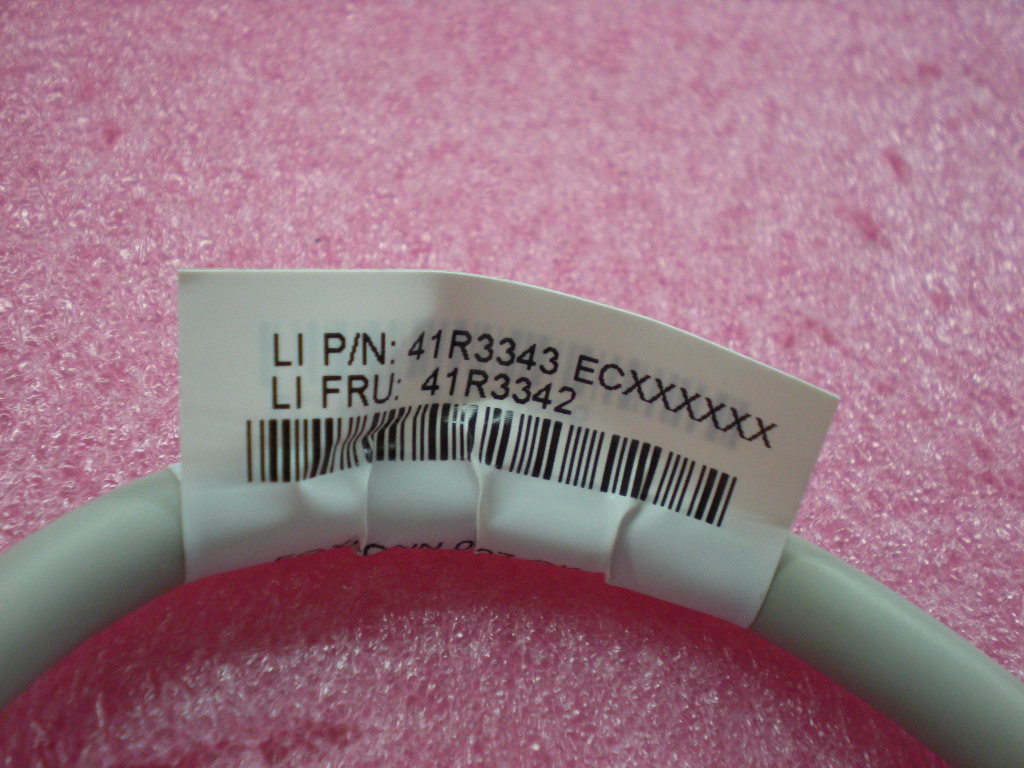 LI P/N: 41R3343 ECXXXXXX
LI FRU: 41R3342